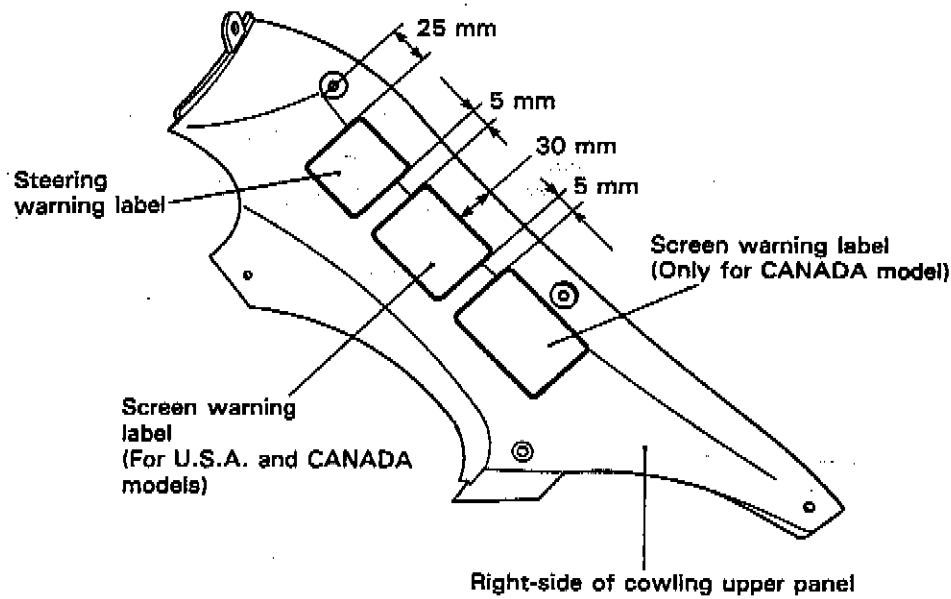 25 mm
5 mm
30 mm
5 mm
Steering
warning label
Screen warning label
(Only for CANADA model)
Screen warning
label
(For U.S.A. and CANADA
models)
Right-side of cowling upper panel